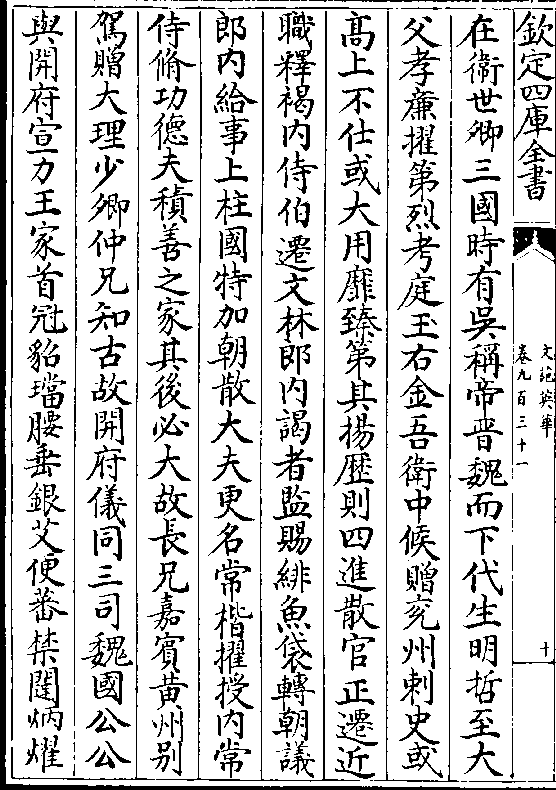 欽定四庫全書
文苑英華
卷九百三十一
十
在衛世卿三國時有吳稱帝晋魏而下代生明哲至大
父孝亷擢第烈考庭玉右金吾衛中候贈兖州刺史或
髙上不仕或大用靡臻第其揚歴則四進散官正遷近
職釋褐内侍伯遷文林郎内謁者監賜緋魚袋轉朝議
郎内給事上柱國特加朝散大夫更名常楷擢授内常
侍脩功德夫積善之家其後必大故長兄嘉賓黄州别
駕贈大理少卿仲兄知古故開府儀同三司魏國公公
與開府宣力王家首冠貂璫腰垂銀艾便蕃禁闥炳燿